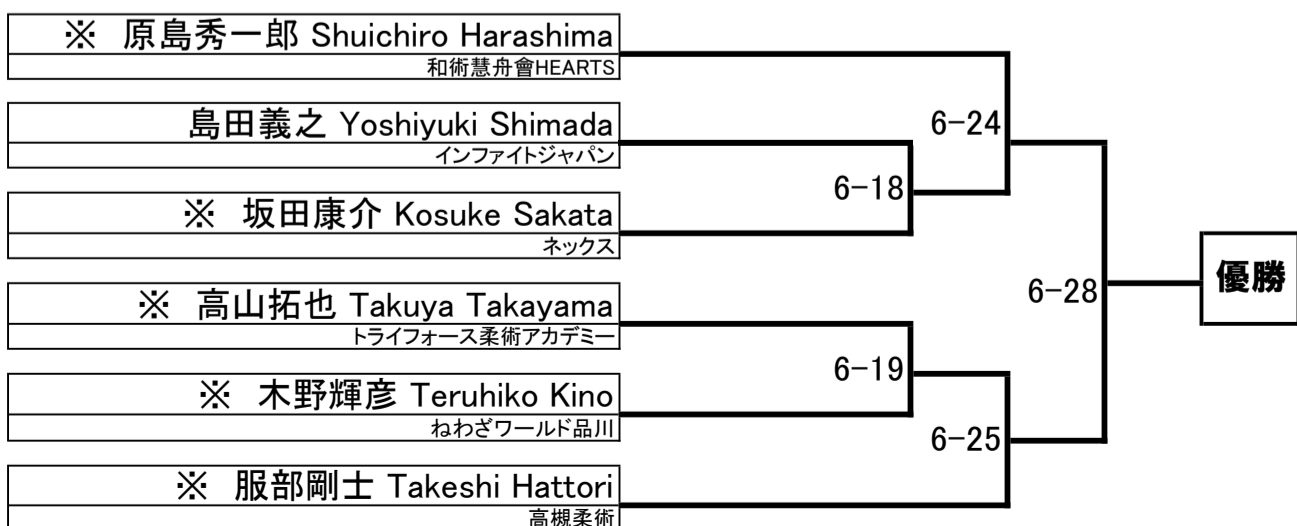 ※ 原島秀一郎 Shuichiro Harashima
和術慧舟會HEARTS
島田義之 Yoshiyuki Shimada
インファイトジャパン
※ 坂田康介 Kosuke Sakata
ネックス
※ 高山拓也 Takuya Takayama
トライフォース柔術アカデミー
※ 木野輝彦 Teruhiko Kino
ねわざワールド品川
※ 服部剛士 Takeshi Hattori
高槻柔術
6-24
6-18
6-19
6-25
6-28
優勝